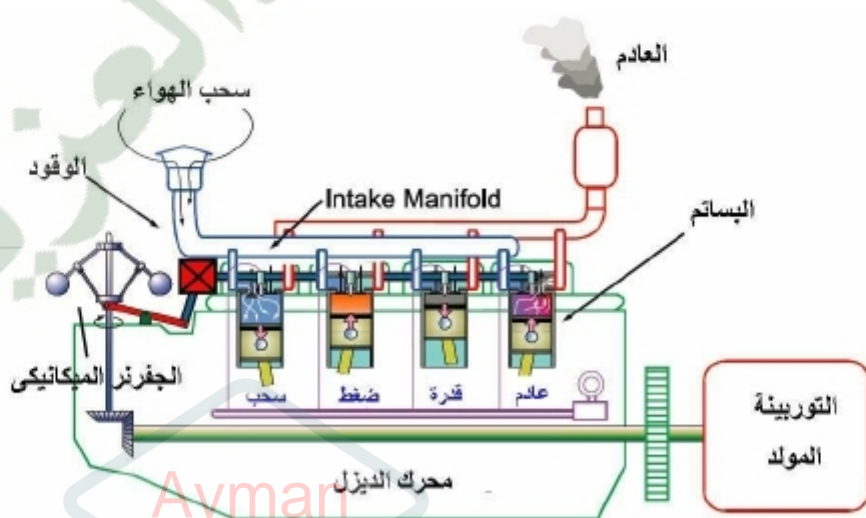 العادم
سحب الهواء
الوقود
Intake Manifold
البساتم
الجفرنر الميكانيكى
سحب
ضغط
قدرة
عادم
التوربينة
المولد
محرك الديزل
Ayman